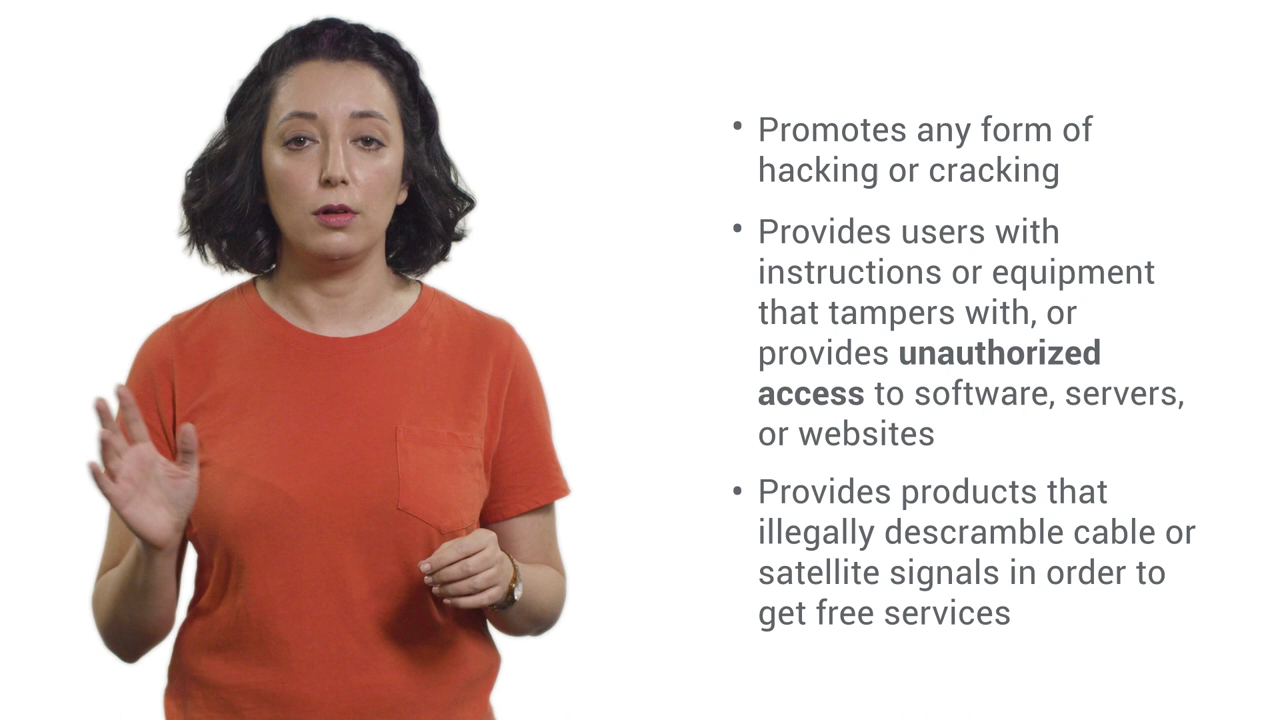 • Promotes any form of
hacking or cracking
• Provides users with
instructions or equipment
that tampers with, or
provides unauthorized
access to software, servers,
or websites
• Provides products that
illegally descramble cable or
satellite signals in order to
get free services